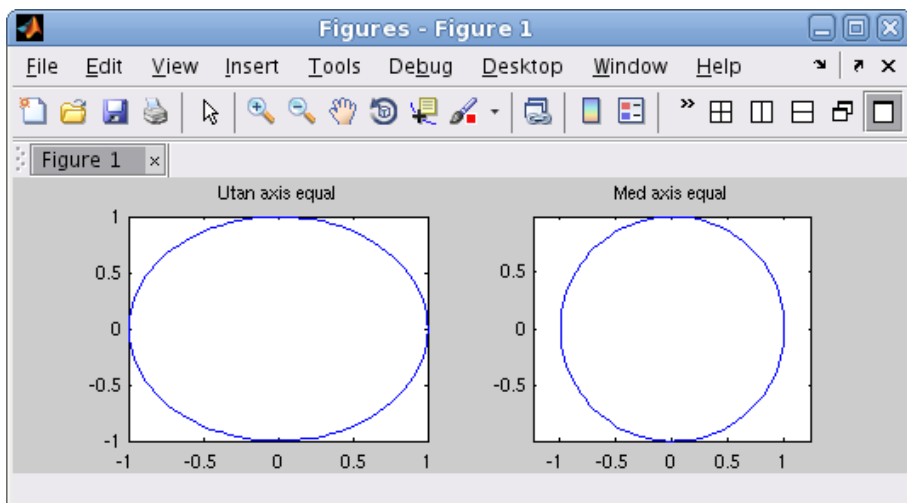 Figures - Figure 1
File Edit View Insert Tools Debug Desktop Window Help
Figure 1
Utan axis equal
1
0.5
0
-0.5
-1
-1 -0.5 0 0.5 1
Med axis equal
0.5
0
-0.5
-1 -0.5 0 0.5 1